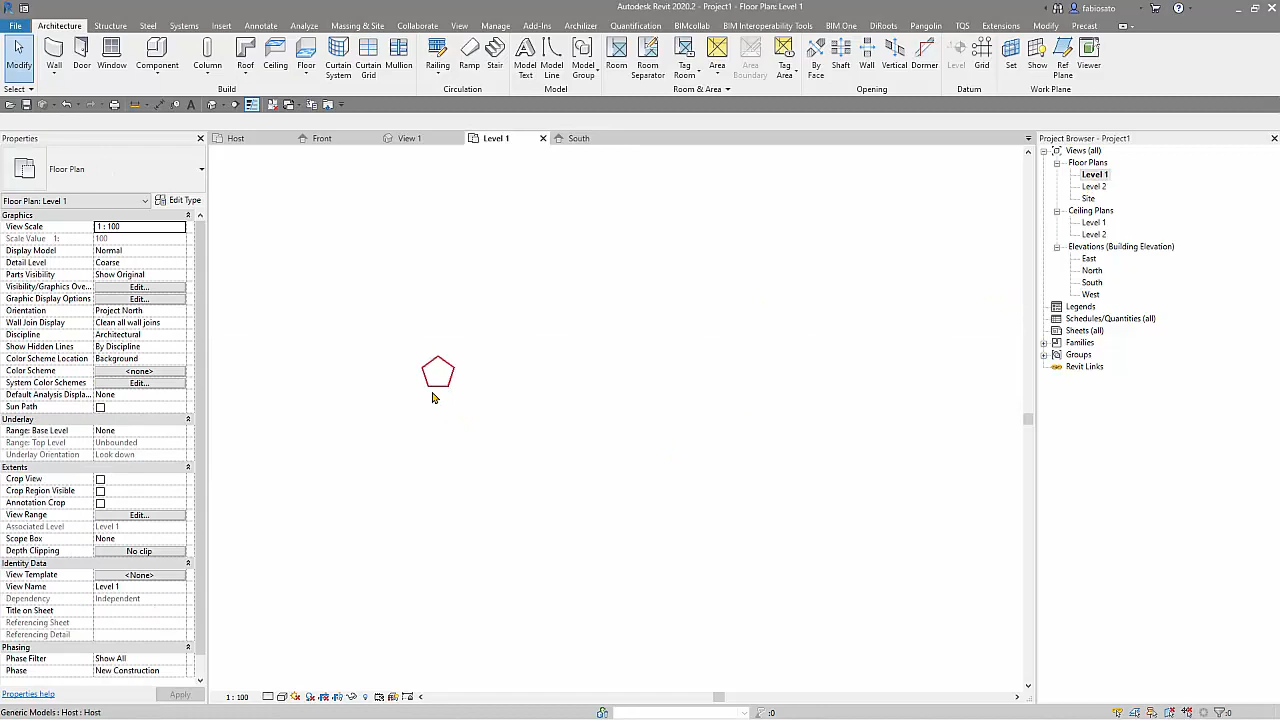 Autodesk Revit 2020.2 - Project1 - Floor Plan: Level 1
fabiosato
File Architecture Structure Steel Systems Insert Annotate Analyze Massing & Site Collaborate View Manage Add-Ins Archilizer Quantification BIMcollab BIM Interoperability Tools BIM One DiRoots Pangolin TQS Extensions Modify Precast
Modify Wall Door Window Component Column Roof Ceiling Floor Curtain System Curtain Grid Mullion Railing Ramp Stair Model Text Model Line Model Group Room Room Separator Tag Room Area Area Boundary Tag Area By Face Shaft Wall Vertical Dormer Level Grid Set Show Ref Plane Viewer
Select Build Circulation Model Room & Area Opening Datum Work Plane
Properties
Host Front View 1 Level 1 South
Project Browser - Project1
Floor Plan
Floor Plan: Level 1 Edit Type
Graphics
View Scale 1 : 100
Scale Value 1: 100
Display Model Normal
Detail Level Coarse
Parts Visibility Show Original
Visibility/Graphics Ove... Edit...
Graphic Display Options Edit...
Orientation Project North
Wall Join Display Clean all wall joins
Discipline Architectural
Show Hidden Lines By Discipline
Color Scheme Location Background
Color Scheme <none>
System Color Schemes Edit...
Default Analysis Displa... None
Sun Path
Underlay
Range: Base Level None
Range: Top Level Unbounded
Underlay Orientation Look down
Extents
Crop View
Crop Region Visible
Annotation Crop
View Range Edit...
Associated Level Level 1
Scope Box None
Depth Clipping No clip
Identity Data
View Template <None>
View Name Level 1
Dependency Independent
Title on Sheet
Referencing Sheet
Referencing Detail
Phasing
Phase Filter Show All
Phase New Construction
Properties help Apply
Views (all)
Floor Plans
Level 1
Level 2
Site
Ceiling Plans
Level 1
Level 2
Elevations (Building Elevation)
East
North
South
West
Legends
Schedules/Quantities (all)
Sheets (all)
Families
Groups
Revit Links
1 : 100
Generic Models : Host : Host
:0
:0